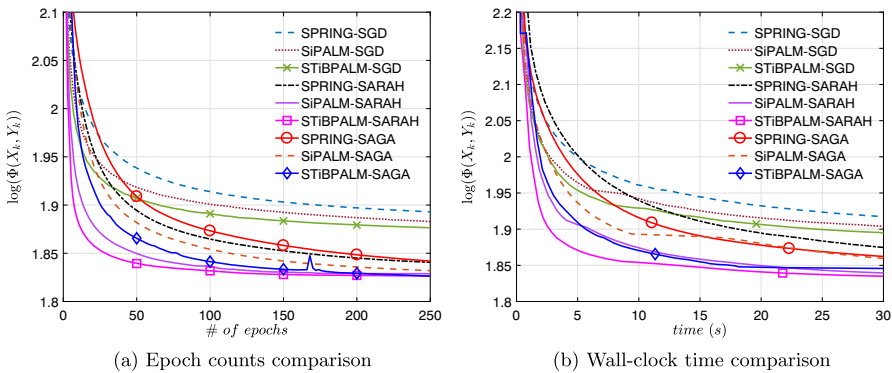 2.1
2.05
2
1.95
1.9
1.85
1.8
log(Φ(X_k, Y_k))
0 50 100 150 200 250
# of epochs
SPRING-SGD
SiPALM-SGD
STiBPALM-SGD
SPRING-SARAH
SiPALM-SARAH
STiBPALM-SARAH
SPRING-SAGA
SiPALM-SAGA
STiBPALM-SAGA
(a) Epoch counts comparison
2.2
2.15
2.1
2.05
2
1.95
1.9
1.85
1.8
log(Φ(X_k, Y_k))
0 5 10 15 20 25 30
time (s)
SPRING-SGD
SiPALM-SGD
STiBPALM-SGD
SPRING-SARAH
SiPALM-SARAH
STiBPALM-SARAH
SPRING-SAGA
SiPALM-SAGA
STiBPALM-SAGA
(b) Wall-clock time comparison